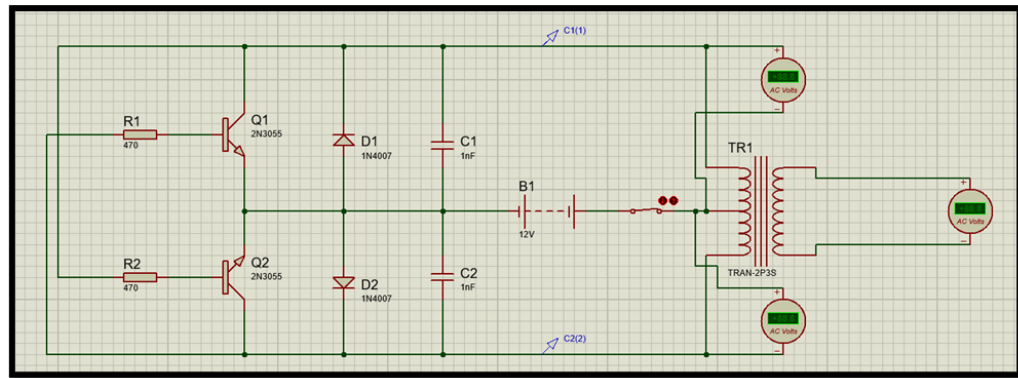 C1(1)
+
AC Volts
-
R1
470
Q1
2N3055
D1
1N4007
C1
1nF
TR1
B1
12V
+
AC Volts
-
R2
470
Q2
2N3055
D2
1N4007
C2
1nF
TRAN-2P3S
+
AC Volts
-
C2(2)